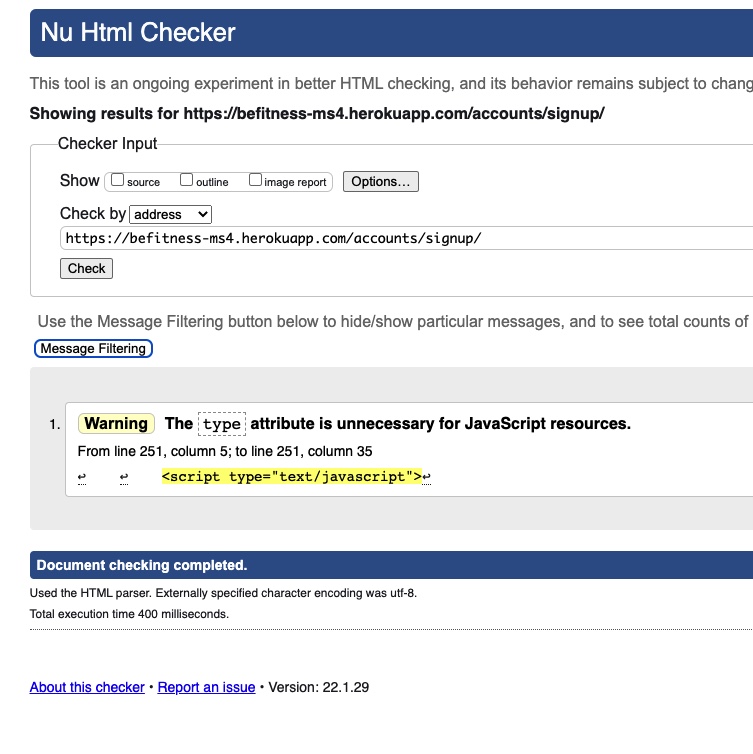 Nu Html Checker
This tool is an ongoing experiment in better HTML checking, and its behavior remains subject to chang
Showing results for https://befitness-ms4.herokuapp.com/accounts/signup/
Checker Input
Show source outline image report Options...
Check by address
https://befitness-ms4.herokuapp.com/accounts/signup/
Check
Use the Message Filtering button below to hide/show particular messages, and to see total counts of
Message Filtering
1. Warning The type attribute is unnecessary for JavaScript resources.
From line 251, column 5; to line 251, column 35
↩ ↩ <script type="text/javascript">↩
Document checking completed.
Used the HTML parser. Externally specified character encoding was utf-8.
Total execution time 400 milliseconds.
About this checker • Report an issue • Version: 22.1.29